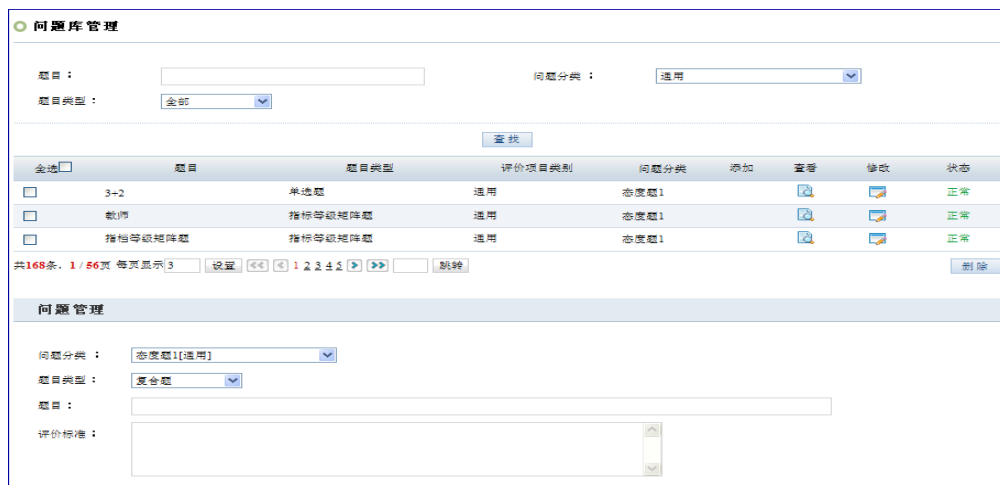 问题库管理
题目： 问题分类 ： 通用
题目类型： 全部
查找
全选 题目 题目类型 评价项目类别 问题分类 添加 查看 修改 状态
3+2 单选题 通用 态度题1 正常
教师 指标等级矩阵题 通用 态度题1 正常
指档等级矩阵题 指标等级矩阵题 通用 态度题1 正常
共168条, 1/56页 每页显示 3 设置 << < 1 2 3 4 5 > >> 跳转 删除
问题管理
问题分类 ： 态度题1[通用]
题目类型： 复合题
题目：
评价标准：